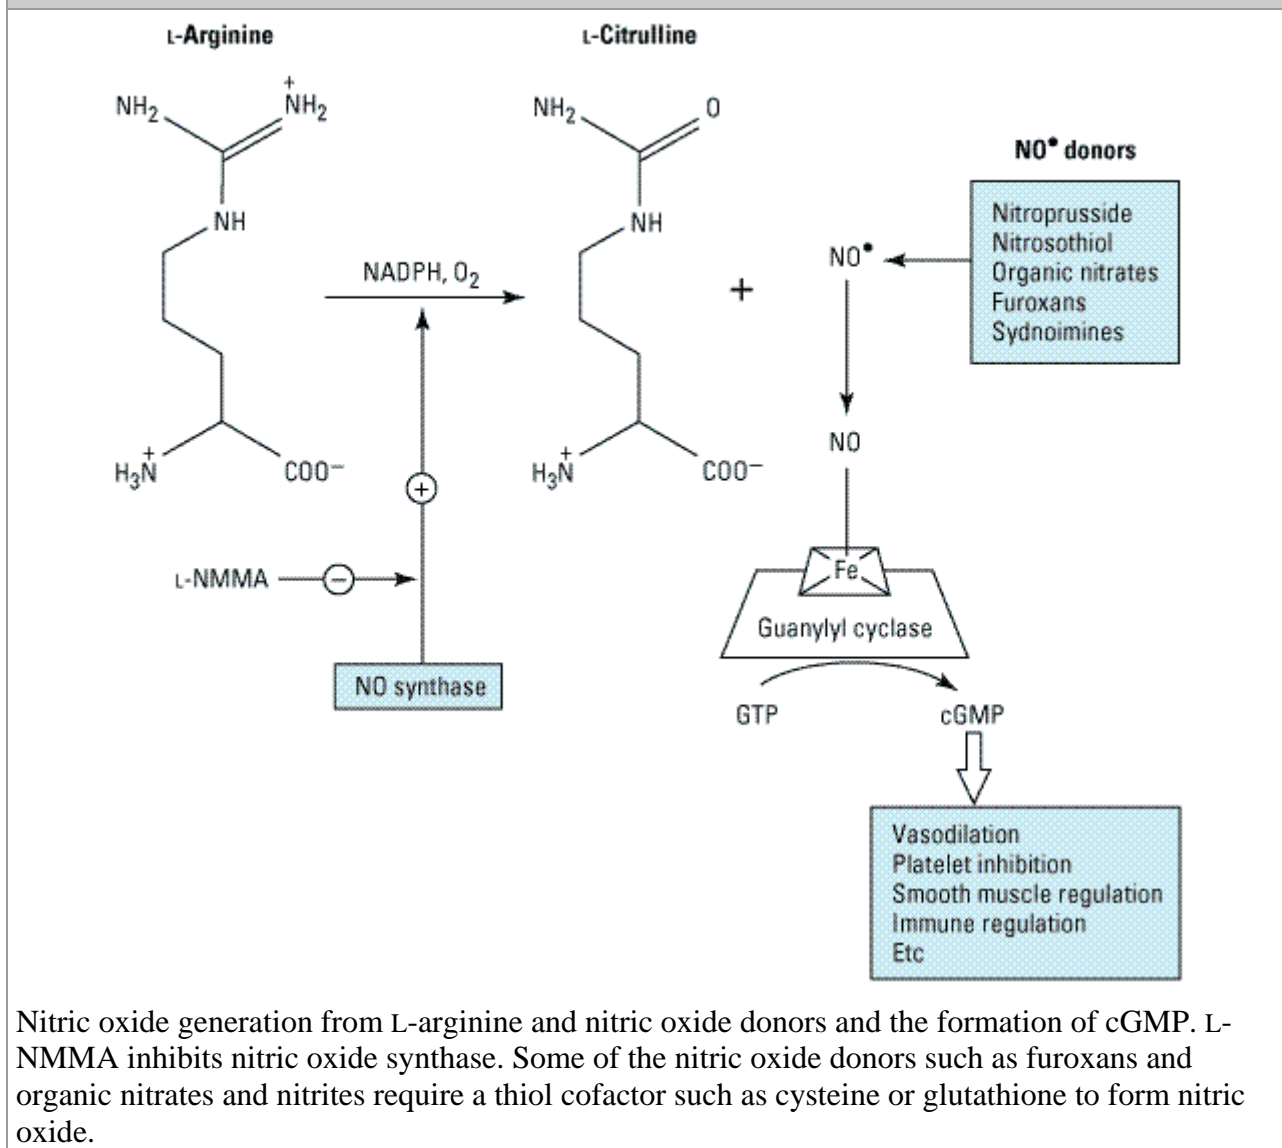 L-Arginine
L-Citrulline
NH₂
+
NH₂
NH
H₃N
+
COO⁻
NADPH, O₂
NH₂
O
NH
H₃N
+
COO⁻
+
NO•
NO• donors
Nitroprusside
Nitrosothiol
Organic nitrates
Furoxans
Sydnoimines
NO
Fe
Guanylyl cyclase
GTP
cGMP
+
L-NMMA
−
NO synthase
Vasodilation
Platelet inhibition
Smooth muscle regulation
Immune regulation
Etc
Nitric oxide generation from L-arginine and nitric oxide donors and the formation of cGMP. L-
NMMA inhibits nitric oxide synthase. Some of the nitric oxide donors such as furoxans and
organic nitrates and nitrites require a thiol cofactor such as cysteine or glutathione to form nitric
oxide.